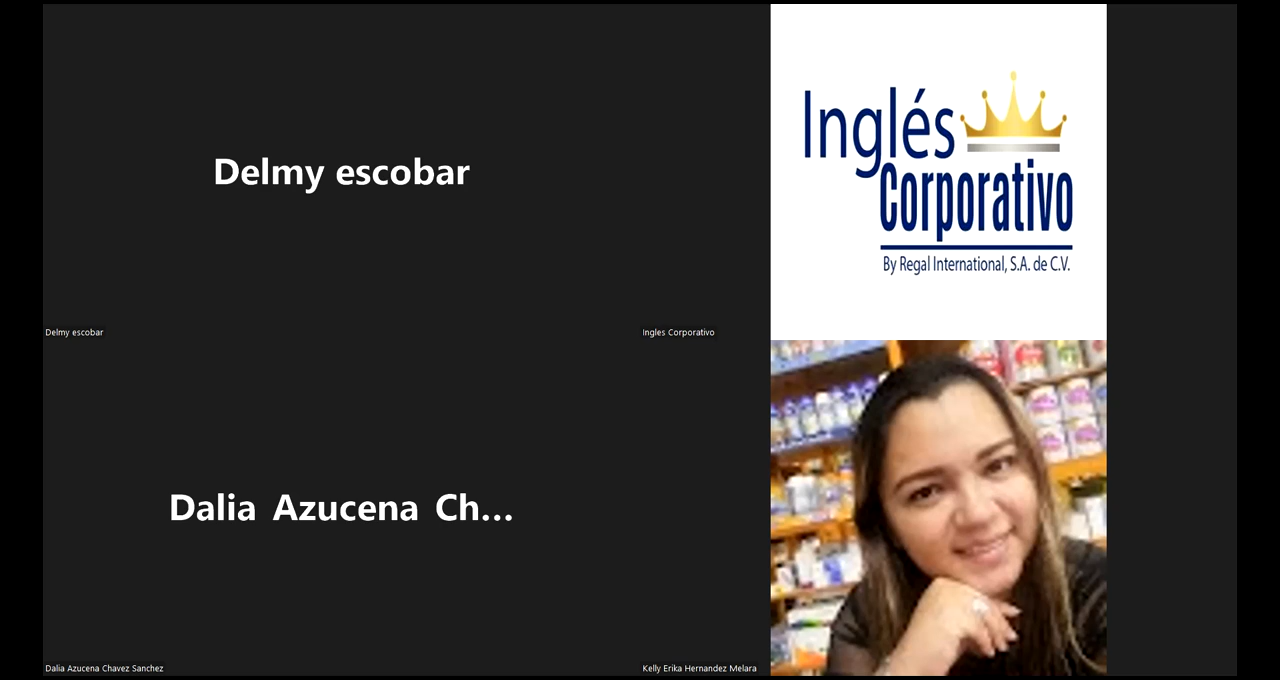 Delmy escobar
Delmy escobar
Inglés
Corporativo
By Regal International, S.A. de C.V.
Ingles Corporativo
Dalia Azucena Ch...
Dalia Azucena Chavez Sanchez
Kelly Erika Hernandez Melara